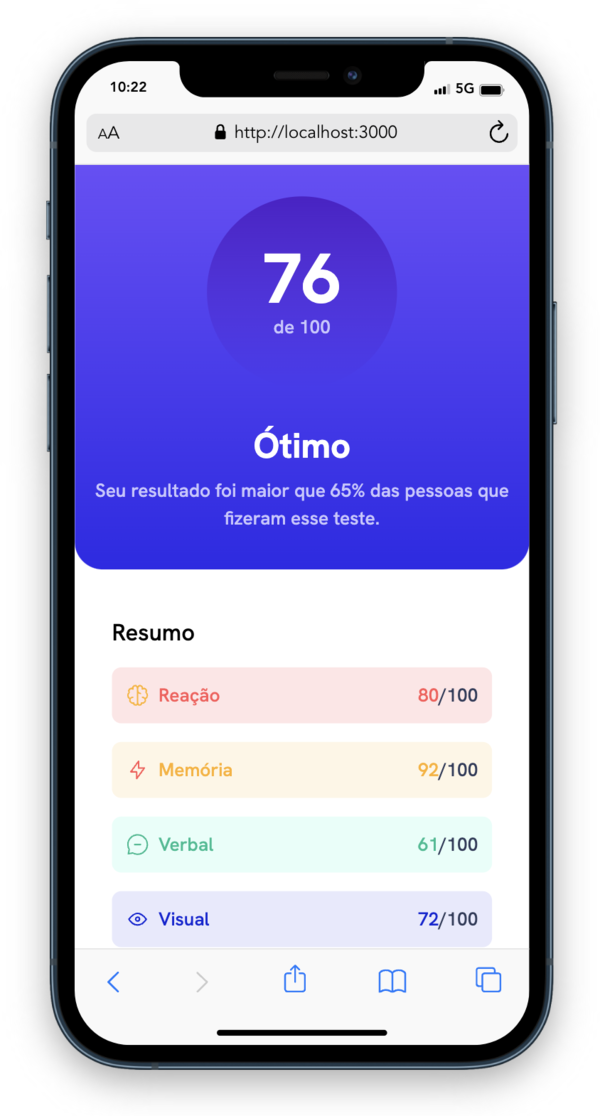 10:22
5G
AA
http://localhost:3000
76
de 100
Ótimo
Seu resultado foi maior que 65% das pessoas que
fizeram esse teste.
Resumo
Reação 80/100
Memória 92/100
Verbal 61/100
Visual 72/100